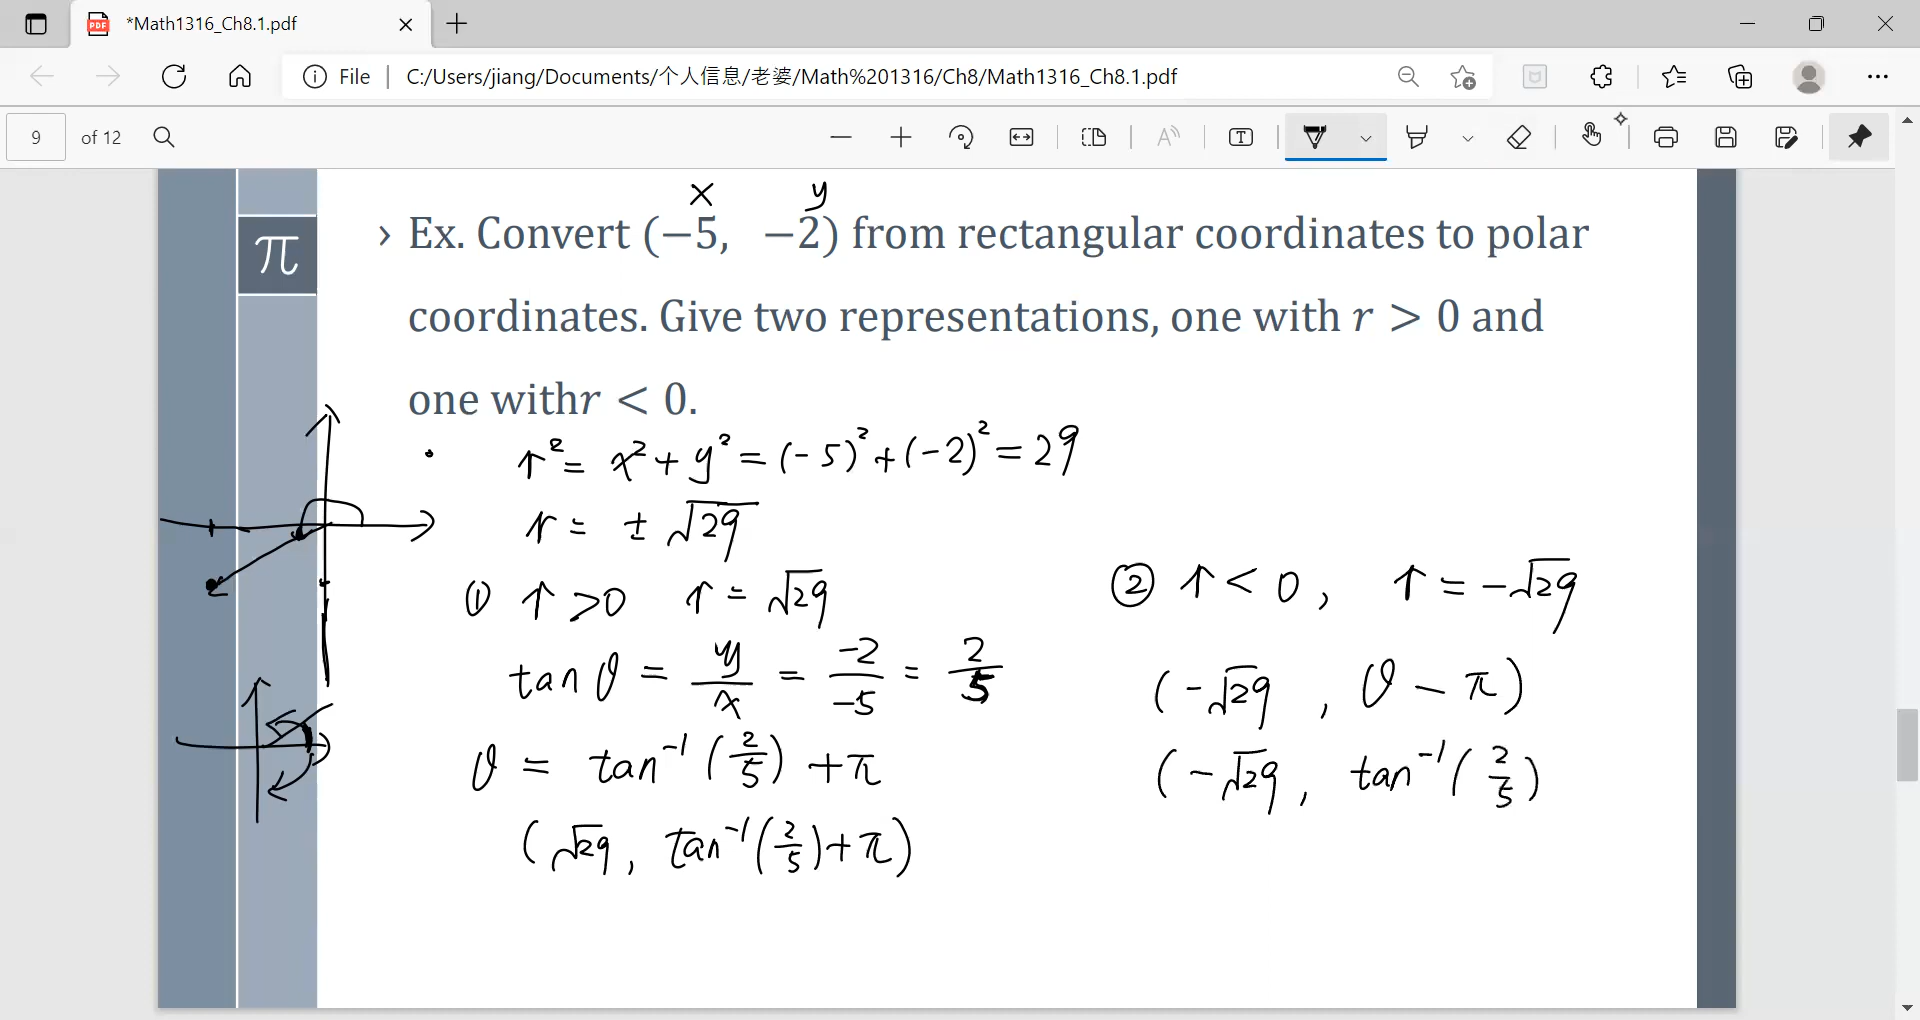 *Math1316_Ch8.1.pdf
File | C:/Users/jiang/Documents/个人信息/老婆/Math%201316/Ch8/Math1316_Ch8.1.pdf
9 of 12
x y
π
› Ex. Convert (−5, −2) from rectangular coordinates to polar
coordinates. Give two representations, one with r > 0 and
one withr < 0.
r² = x² + y² = (-5)² + (-2)² = 29
r = ± √29
① r > 0 r = √29
tan θ = y/x = -2/-5 = 2/5
θ = tan⁻¹(2/5) + π
(√29, tan⁻¹(2/5) + π)
② r < 0, r = -√29
(-√29, θ - π)
(-√29, tan⁻¹(2/5)